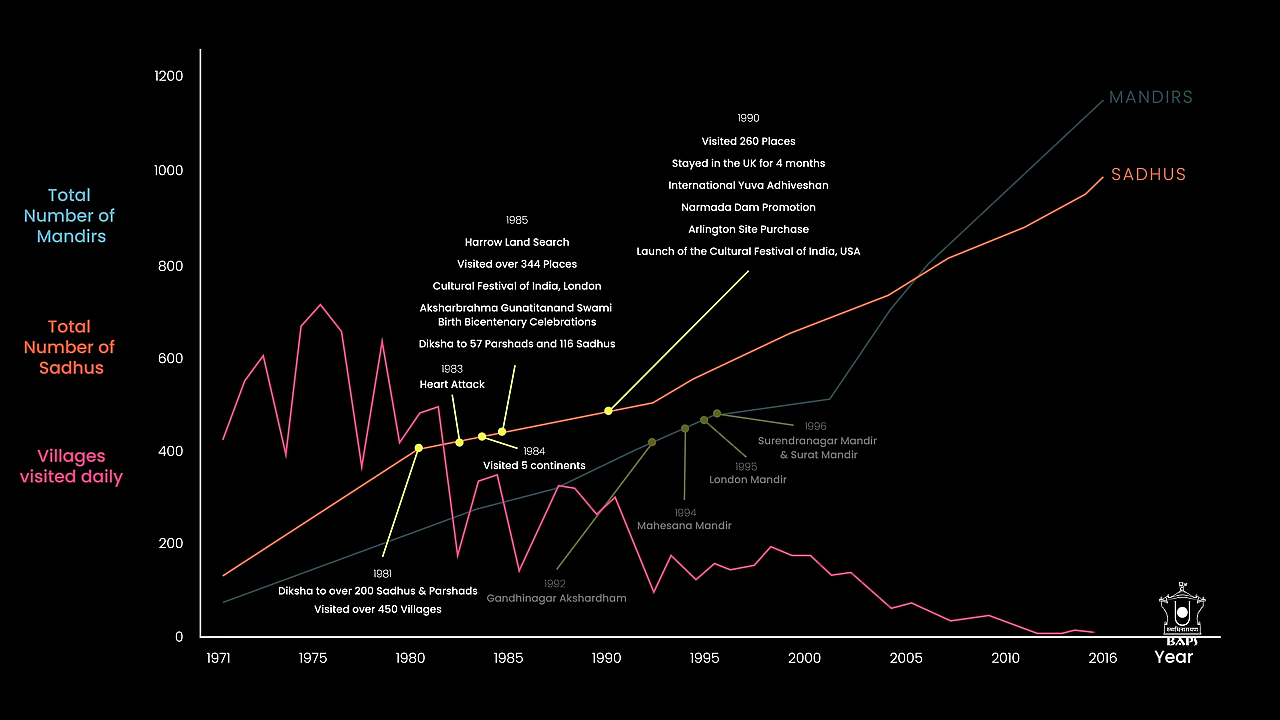 1200
1000
800
600
400
200
0
Total
Number of
Mandirs
Total
Number of
Sadhus
Villages
visited daily
MANDIRS
SADHUS
1990
Visited 260 Places
Stayed in the UK for 4 months
International Yuva Adhiveshan
Narmada Dam Promotion
Arlington Site Purchase
Launch of the Cultural Festival of India, USA
1985
Harrow Land Search
Visited over 344 Places
Cultural Festival of India, London
Aksharbrahma Gunatitanand Swami
Birth Bicentenary Celebrations
Diksha to 57 Parshads and 116 Sadhus
1983
Heart Attack
1984
Visited 5 continents
1996
Surendranagar Mandir
& Surat Mandir
1995
London Mandir
1994
Mahesana Mandir
1992
Gandhinagar Akshardham
1981
Diksha to over 200 Sadhus & Parshads
Visited over 450 Villages
BAPS
1971 1975 1980 1985 1990 1995 2000 2005 2010 2016 Year